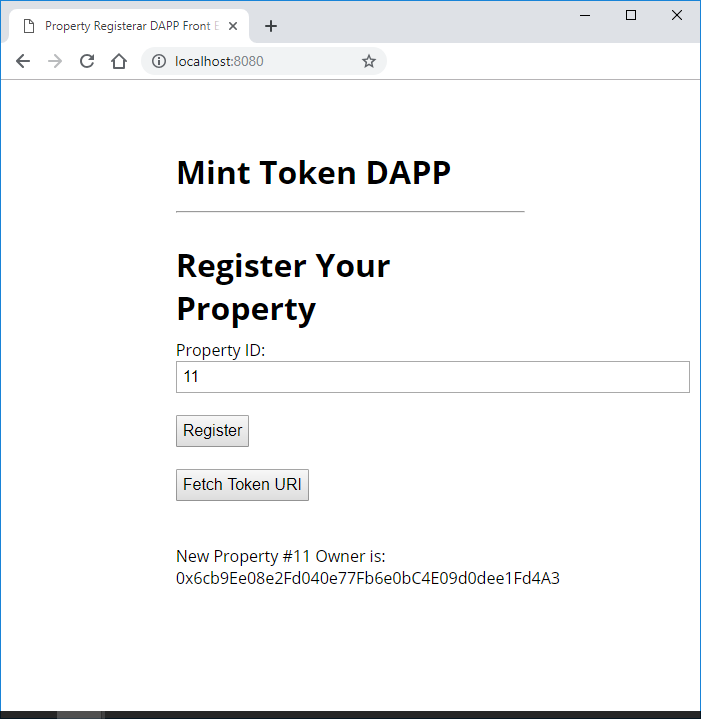 Property Registerar DAPP Front E
localhost:8080
Mint Token DAPP
Register Your
Property
Property ID:
11
Register
Fetch Token URI
New Property #11 Owner is:
0x6cb9Ee08e2Fd040e77Fb6e0bC4E09d0dee1Fd4A3